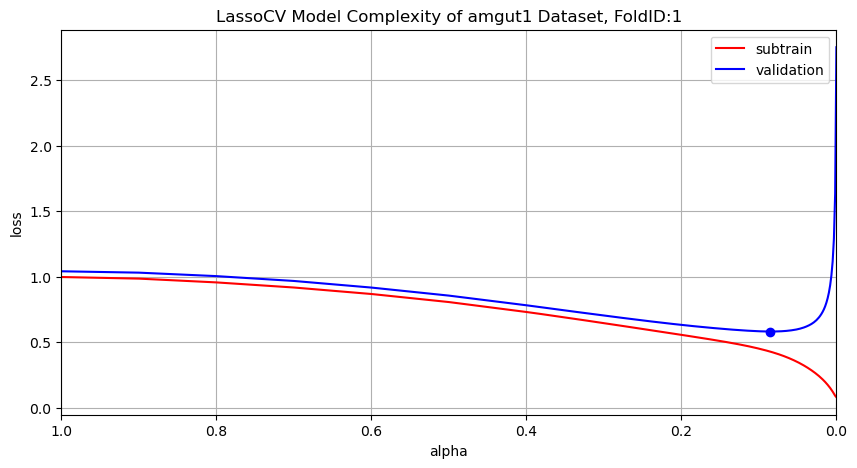 LassoCV Model Complexity of amgut1 Dataset, FoldID:1
subtrain
validation
loss
2.5
2.0
1.5
1.0
0.5
0.0
1.0 0.8 0.6 0.4 0.2 0.0
alpha